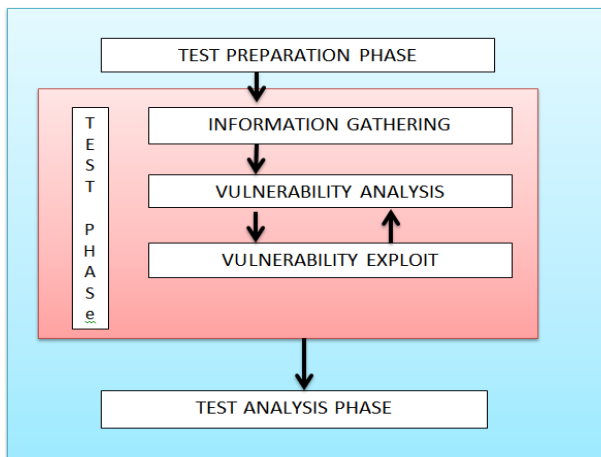 TEST PREPARATION PHASE
T
E
S
T
P
H
A
S
e
INFORMATION GATHERING
VULNERABILITY ANALYSIS
VULNERABILITY EXPLOIT
TEST ANALYSIS PHASE